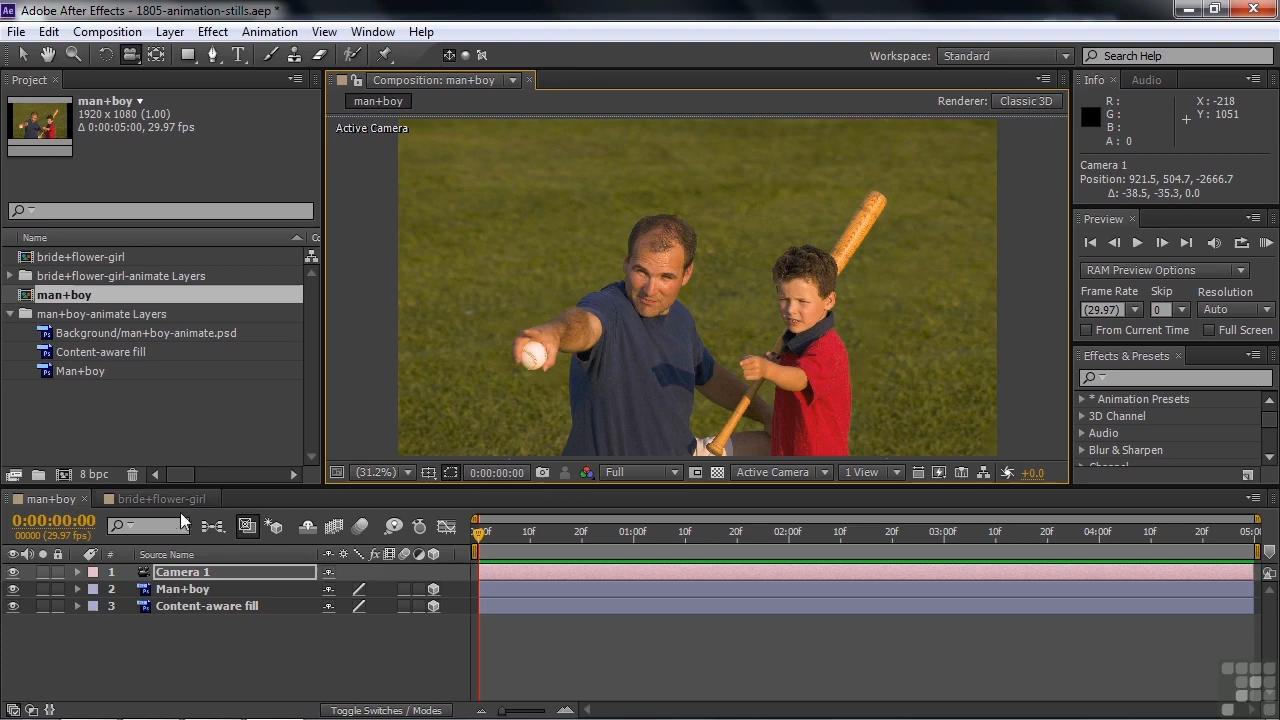 Ae Adobe After Effects - 1805-animation-stills.aep *
File Edit Composition Layer Effect Animation View Window Help
Workspace: Standard Search Help
Project Composition: man+boy Info Audio
man+boy
1920 x 1080 (1.00)
Δ 0:00:05:00, 29.97 fps
man+boy Renderer: Classic 3D
Active Camera
R :
G :
B :
A : 0
X : -218
Y : 1051
Camera 1
Position: 921.5, 504.7, -2666.7
Δ: -38.5, -35.3, 0.0
Name
bride+flower-girl
bride+flower-girl-animate Layers
man+boy
man+boy-animate Layers
Background/man+boy-animate.psd
Content-aware fill
Man+boy
Preview
RAM Preview Options
Frame Rate Skip Resolution
(29.97) 0 Auto
From Current Time Full Screen
Effects & Presets
* Animation Presets
3D Channel
Audio
Blur & Sharpen
8 bpc
(31.2%) 0:00:00:00 Full Active Camera 1 View +0.0
man+boy bride+flower-girl
0:00:00:00
00000 (29.97 fps)
# Source Name fx
10f 20f 01:00f 10f 20f 02:00f 10f 20f 03:00f 10f 20f 04:00f 10f 20f
1 Camera 1
2 Man+boy
3 Content-aware fill
Toggle Switches / Modes